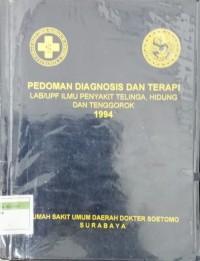 PEDOMAN DIAGNOSIS DAN TERAPI
LAB/UPF ILMU PENYAKIT TELINGA, HIDUNG
DAN TENGGOROK
1994
RUMAH SAKIT UMUM DAERAH DOKTER SOETOMO
SURABAYA